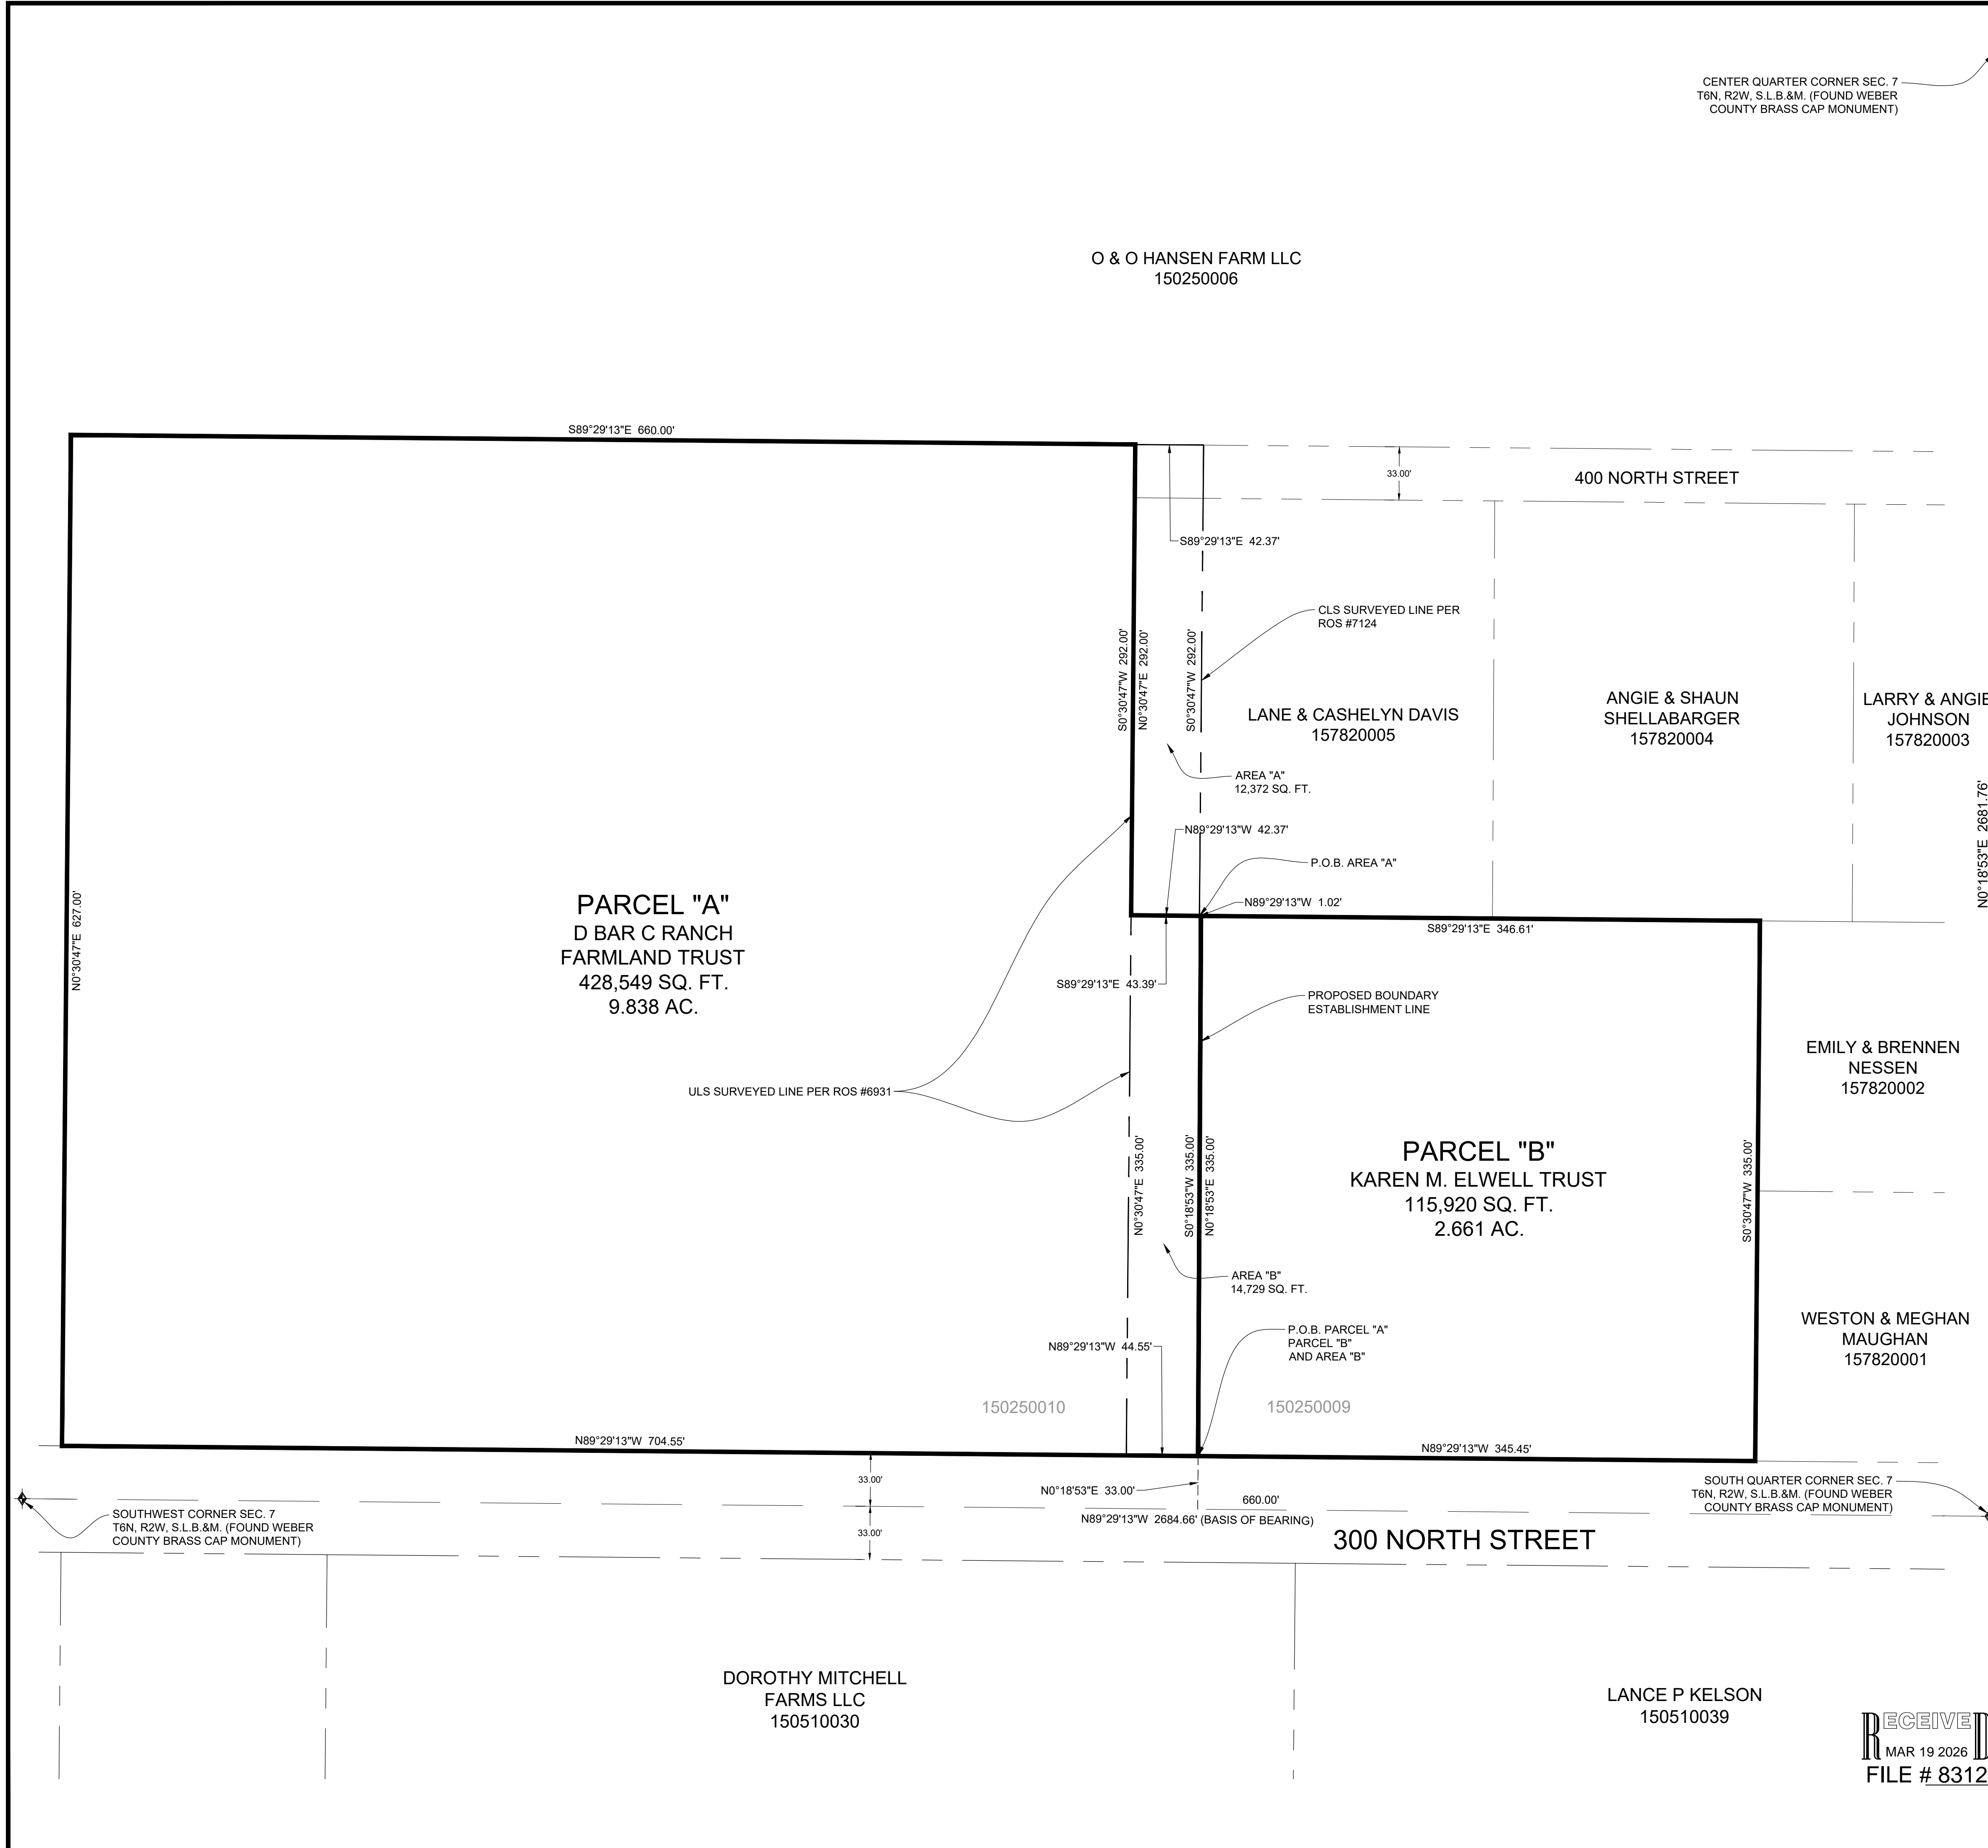 CENTER QUARTER CORNER SEC. 7
T6N, R2W, S.L.B.&M. (FOUND WEBER
COUNTY BRASS CAP MONUMENT)
O & O HANSEN FARM LLC
150250006
S89°29'13"E 660.00'
33.00'
400 NORTH STREET
S89°29'13"E 42.37'
CLS SURVEYED LINE PER
ROS #7124
S0°30'47"W 292.00'
N0°30'47"E 292.00'
S0°30'47"W 292.00'
LANE & CASHELYN DAVIS
157820005
ANGIE & SHAUN
SHELLABARGER
157820004
LARRY & ANGIE
JOHNSON
157820003
N0°18'53"E 2681.76'
AREA "A"
12,372 SQ. FT.
N89°29'13"W 42.37'
P.O.B. AREA "A"
N89°29'13"W 1.02'
S89°29'13"E 346.61'
N0°30'47"E 627.00'
PARCEL "A"
D BAR C RANCH
FARMLAND TRUST
428,549 SQ. FT.
9.838 AC.
S89°29'13"E 43.39'
PROPOSED BOUNDARY
ESTABLISHMENT LINE
ULS SURVEYED LINE PER ROS #6931
EMILY & BRENNEN
NESSEN
157820002
N0°30'47"E 335.00'
S0°18'53"W 335.00'
N0°18'53"E 335.00'
PARCEL "B"
KAREN M. ELWELL TRUST
115,920 SQ. FT.
2.661 AC.
S0°30'47"W 335.00'
AREA "B"
14,729 SQ. FT.
P.O.B. PARCEL "A"
PARCEL "B"
AND AREA "B"
N89°29'13"W 44.55'
WESTON & MEGHAN
MAUGHAN
157820001
150250010
150250009
N89°29'13"W 704.55'
N89°29'13"W 345.45'
33.00'
N0°18'53"E 33.00'
660.00'
SOUTH QUARTER CORNER SEC. 7
T6N, R2W, S.L.B.&M. (FOUND WEBER
COUNTY BRASS CAP MONUMENT)
SOUTHWEST CORNER SEC. 7
T6N, R2W, S.L.B.&M. (FOUND WEBER
COUNTY BRASS CAP MONUMENT)
33.00'
N89°29'13"W 2684.66' (BASIS OF BEARING)
300 NORTH STREET
DOROTHY MITCHELL
FARMS LLC
150510030
LANCE P KELSON
150510039
RECEIVED
MAR 19 2026
FILE # 8312